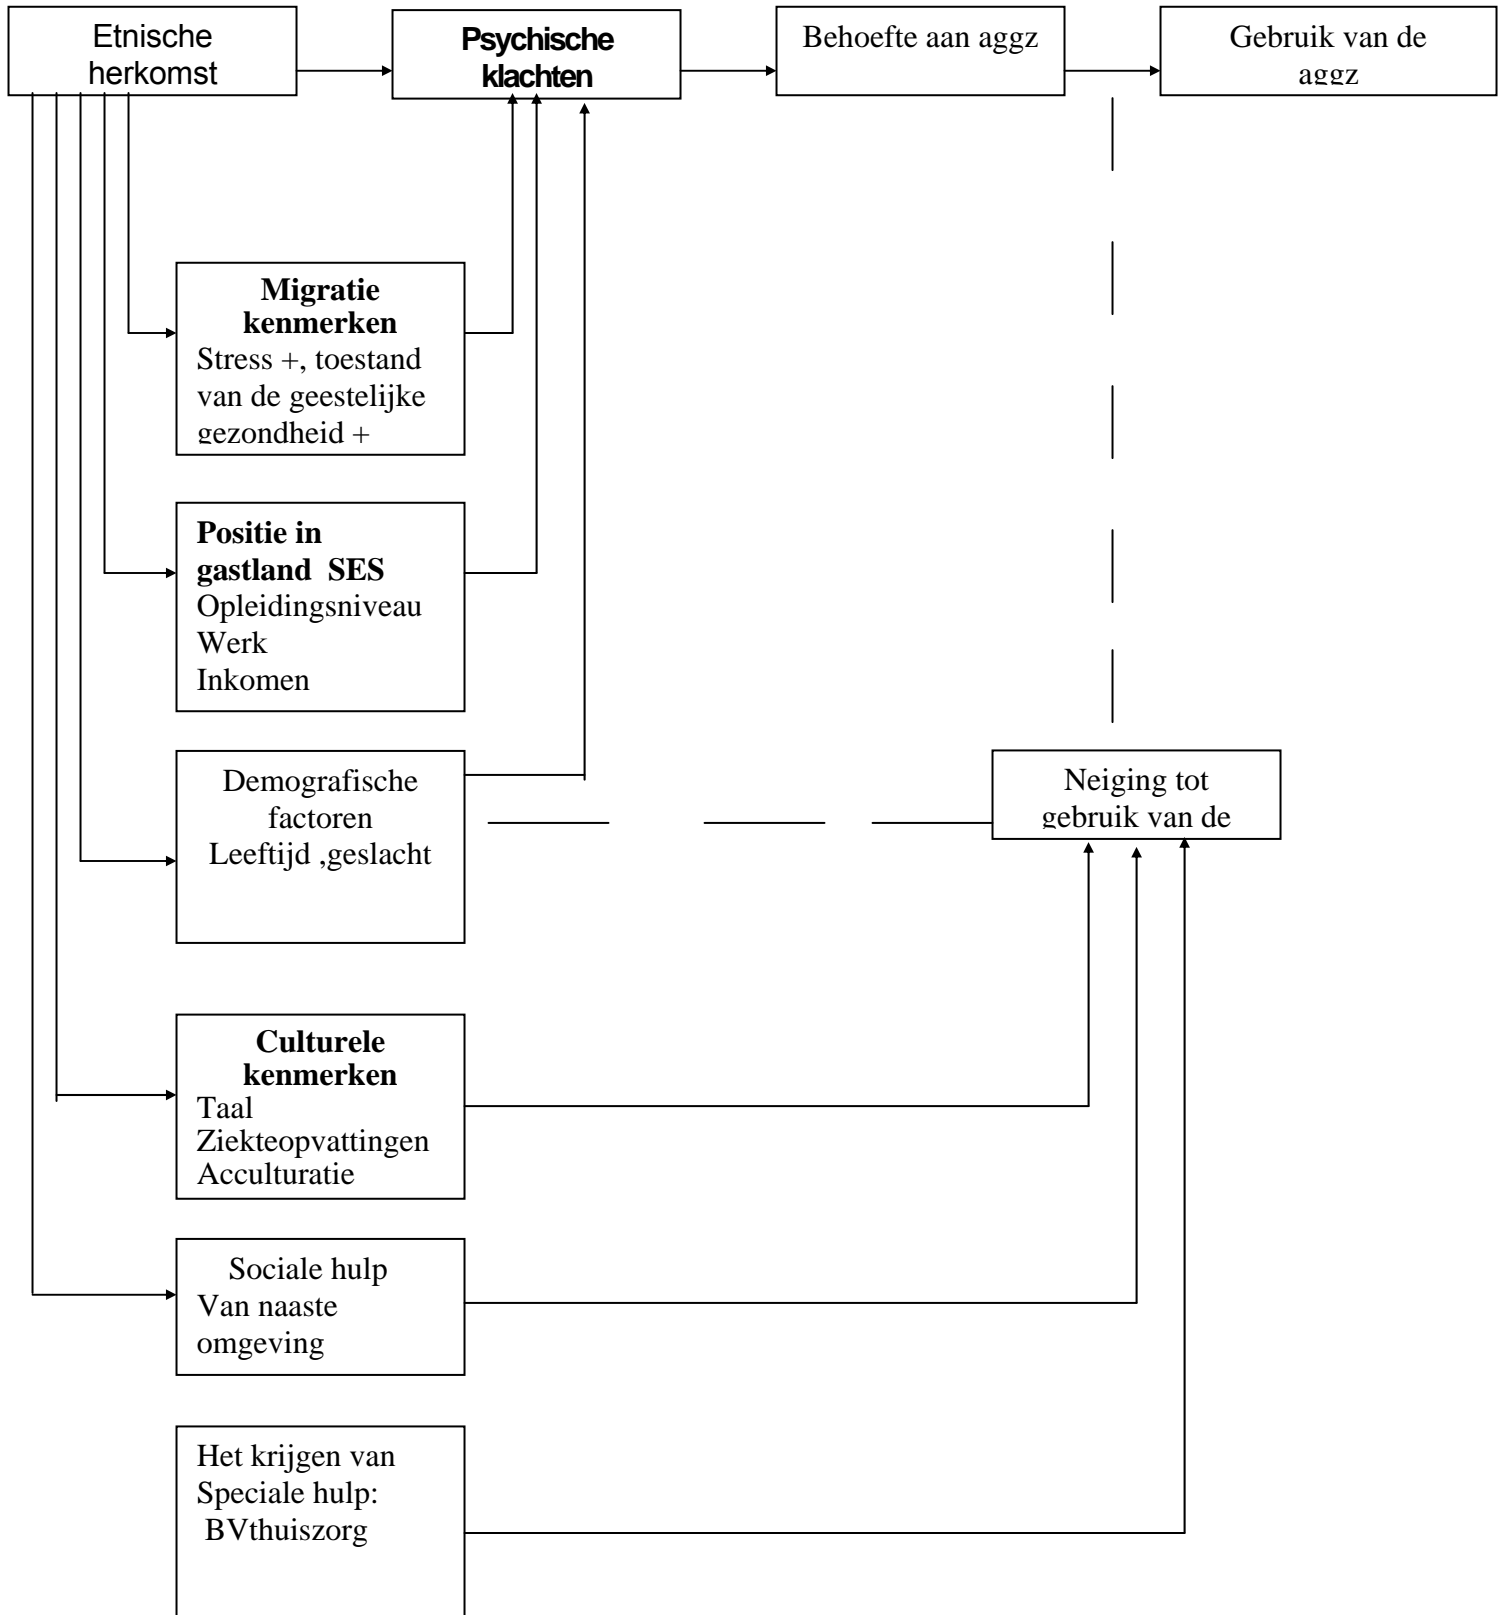 Etnische
herkomst
Psychische
klachten
Behoefte aan aggz
Gebruik van de
aggz
Migratie
kenmerken
Stress +, toestand
van de geestelijke
gezondheid +
Positie in
gastland  SES
Opleidingsniveau
Werk
Inkomen
Demografische
factoren
Leeftijd ,geslacht
Neiging tot
gebruik van de
Culturele
kenmerken
Taal
Ziekteopvattingen
Acculturatie
Sociale hulp
Van naaste
omgeving
Het krijgen van
Speciale hulp:
BVthuiszorg